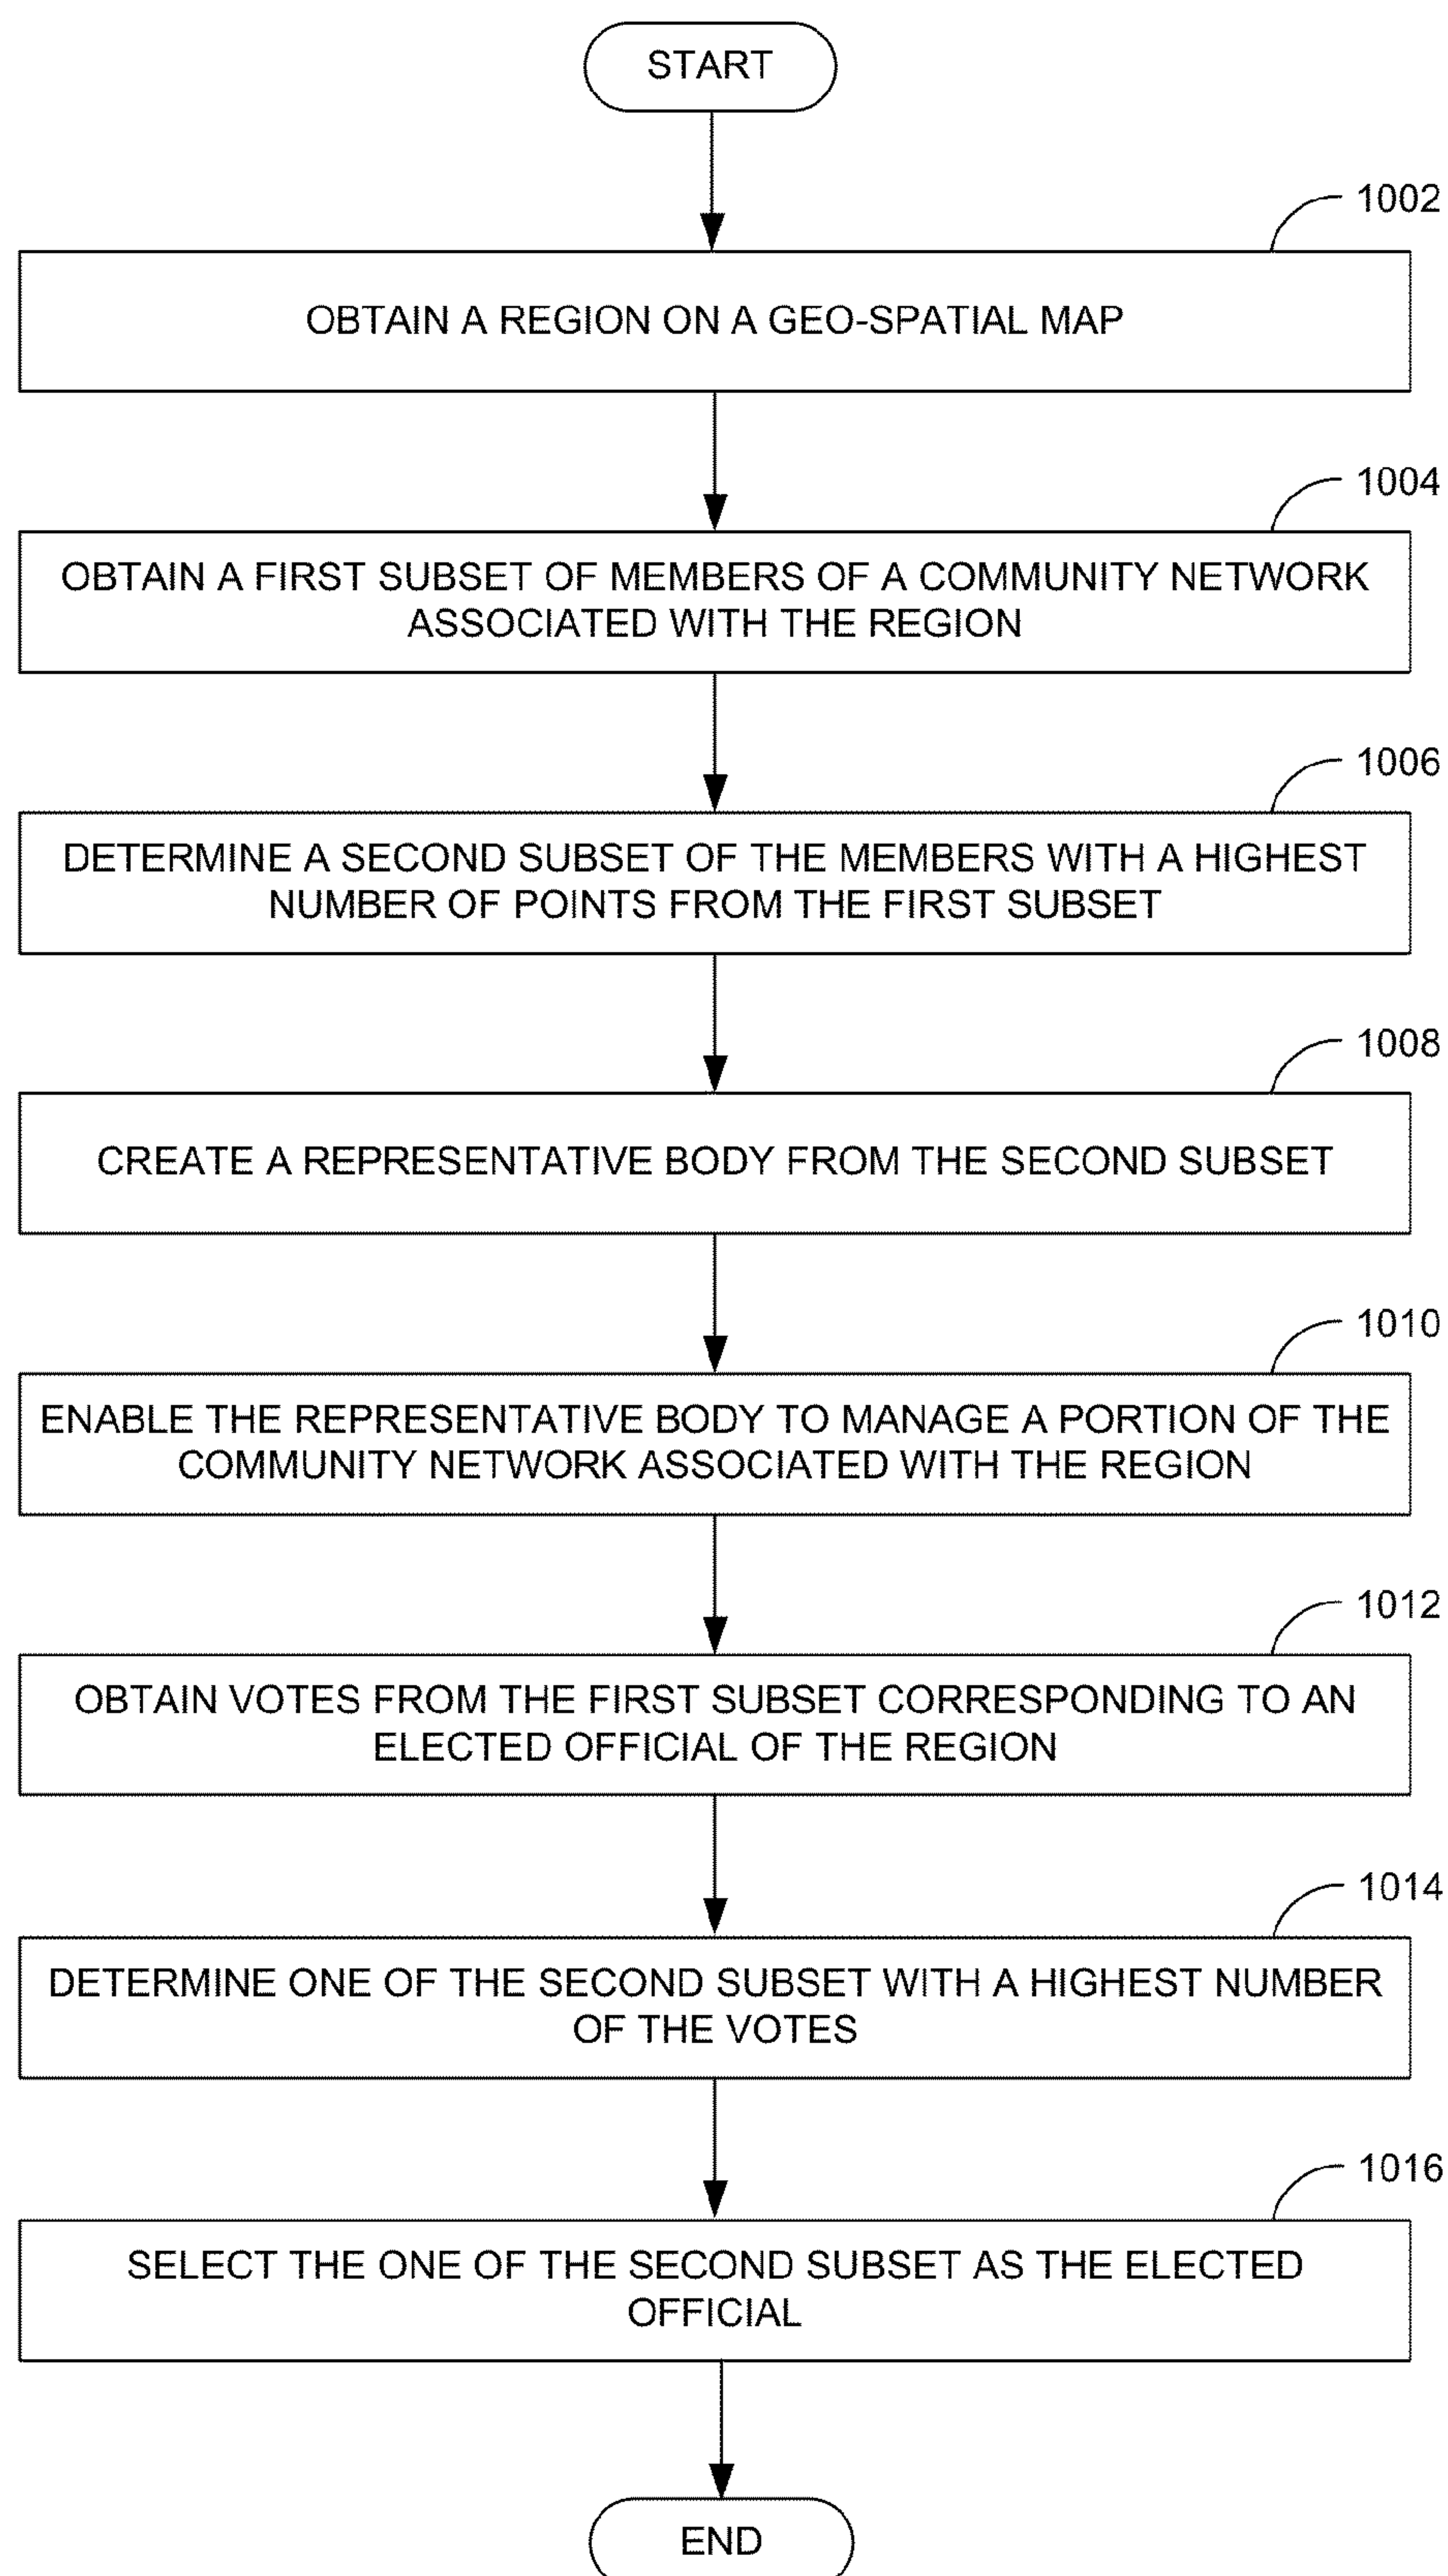 START
1002
OBTAIN A REGION ON A GEO-SPATIAL MAP
1004
OBTAIN A FIRST SUBSET OF MEMBERS OF A COMMUNITY NETWORK
ASSOCIATED WITH THE REGION
1006
DETERMINE A SECOND SUBSET OF THE MEMBERS WITH A HIGHEST
NUMBER OF POINTS FROM THE FIRST SUBSET
1008
CREATE A REPRESENTATIVE BODY FROM THE SECOND SUBSET
1010
ENABLE THE REPRESENTATIVE BODY TO MANAGE A PORTION OF THE
COMMUNITY NETWORK ASSOCIATED WITH THE REGION
1012
OBTAIN VOTES FROM THE FIRST SUBSET CORRESPONDING TO AN
ELECTED OFFICIAL OF THE REGION
1014
DETERMINE ONE OF THE SECOND SUBSET WITH A HIGHEST NUMBER
OF THE VOTES
1016
SELECT THE ONE OF THE SECOND SUBSET AS THE ELECTED
OFFICIAL
END